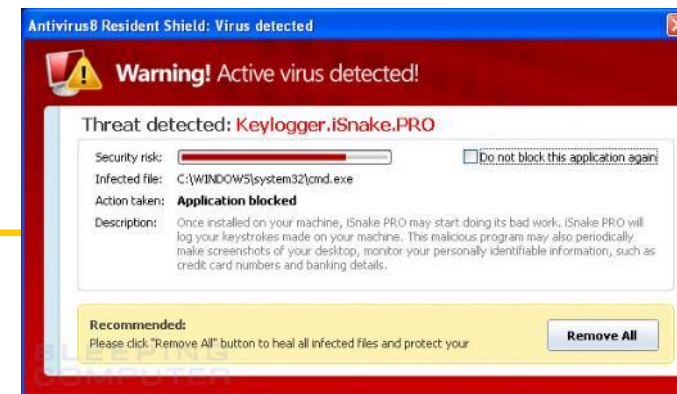 Antivirus8 Resident Shield: Virus detected
Warning! Active virus detected!
Threat detected: Keylogger.iSnake.PRO
Security risk:
Do not block this application again
Infected file: C:\WINDOWS\system32\cmd.exe
Action taken: Application blocked
Description: Once installed on your machine, iSnake PRO may start doing its bad work. iSnake PRO will
log your keystrokes made on your machine. This malicious program may also periodically
make screenshots of your desktop, monitor your personally identifiable information, such as
credit card numbers and banking details.
Recommended:
Please click "Remove All" button to heal all infected files and protect your
Remove All
BLEEPING
COMPUTER